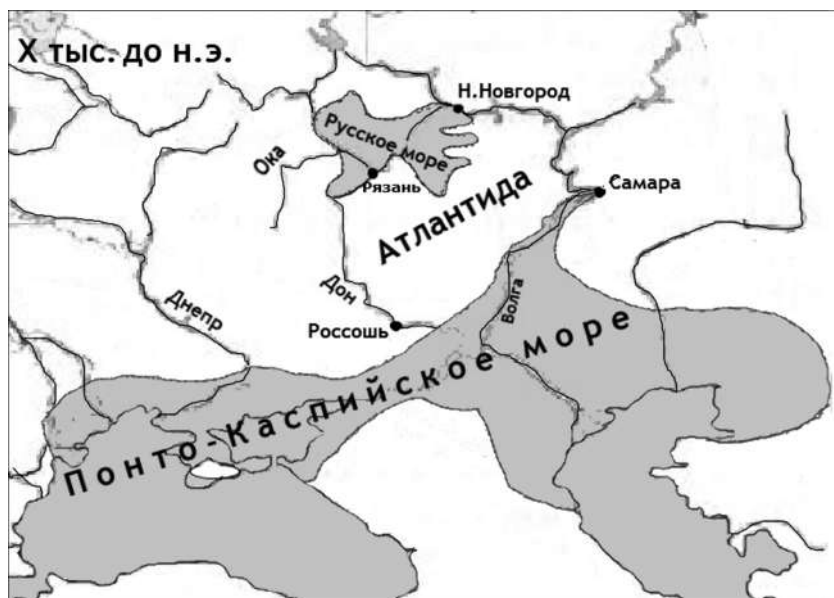 X тыс. до н.э.
Н.Новгород
Русское море
Ока
Рязань
Самара
Атлантида
Днепр
Дон
Волга
Россошь
Понто-Каспийское море